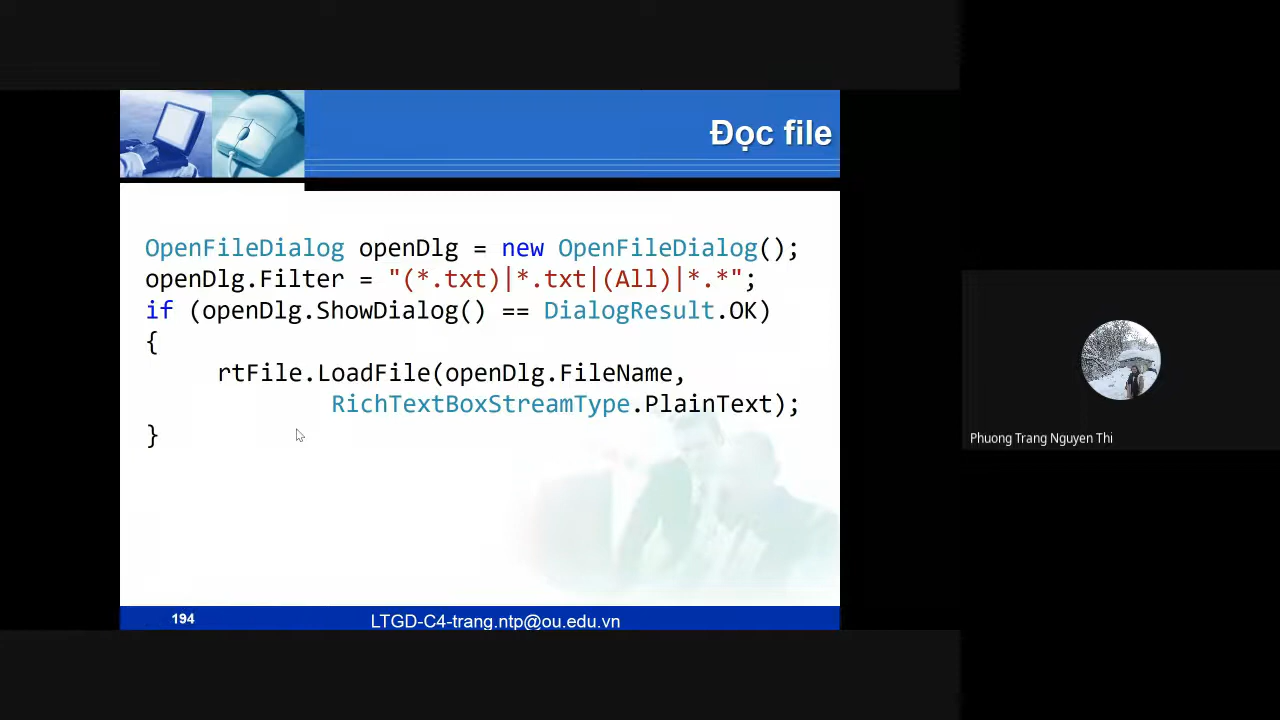 Đọc file
OpenFileDialog openDlg = new OpenFileDialog();
openDlg.Filter = "(*.txt)|*.txt|(All)|*.*";
if (openDlg.ShowDialog() == DialogResult.OK)
{
rtFile.LoadFile(openDlg.FileName,
RichTextBoxStreamType.PlainText);
}
194
LTGD-C4-trang.ntp@ou.edu.vn
Phuong Trang Nguyen Thi